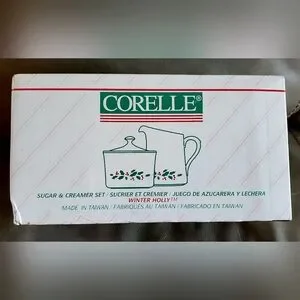 CORELLE®
SUGAR & CREAMER SET / SUCRIER ET CRÉMIER / JUEGO DE AZUCARERA Y LECHERA
WINTER HOLLY™
MADE IN TAIWAN / FABRIQUÉS AU TAIWAN / FABRICADO EN TAIWAN